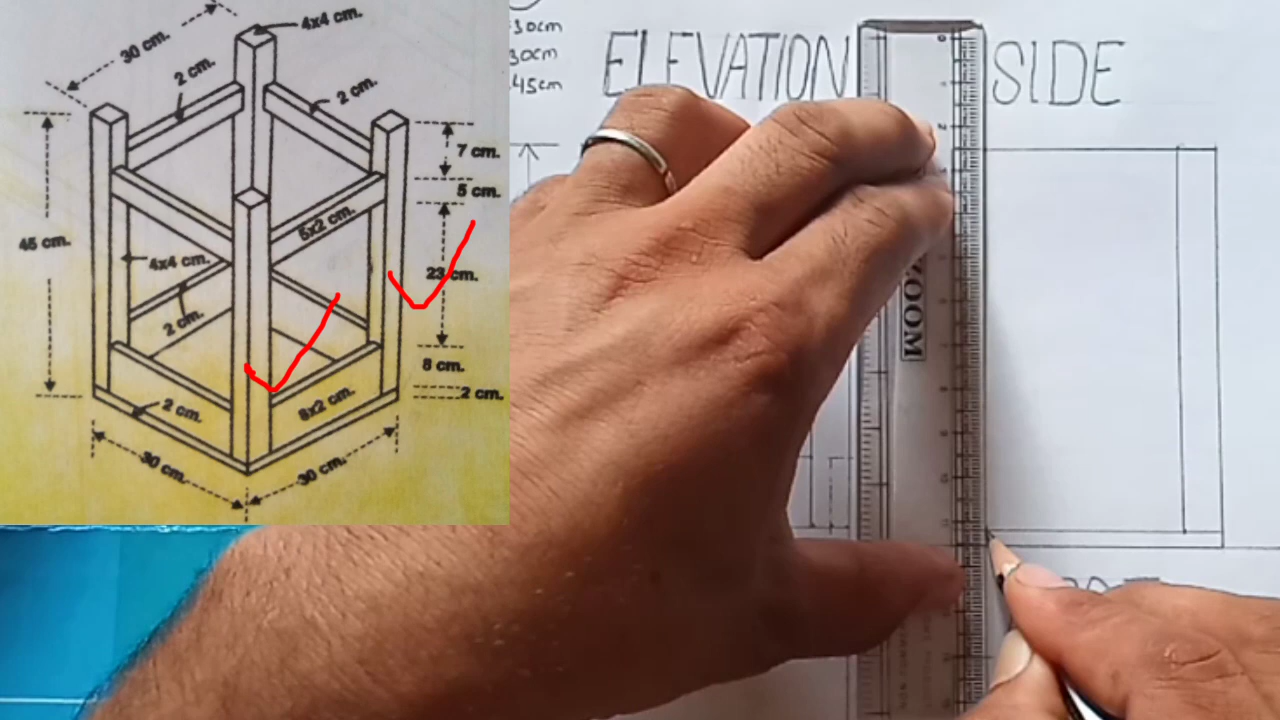 30 cm.
4x4 cm.
2 cm.
2 cm.
7 cm.
5 cm.
5x2 cm.
45 cm.
4x4 cm.
23 cm.
2 cm.
8 cm.
2 cm.
8x2 cm.
2 cm.
30 cm.
30 cm.
30cm
30cm
45cm
ELEVATION SIDE
ZOOM